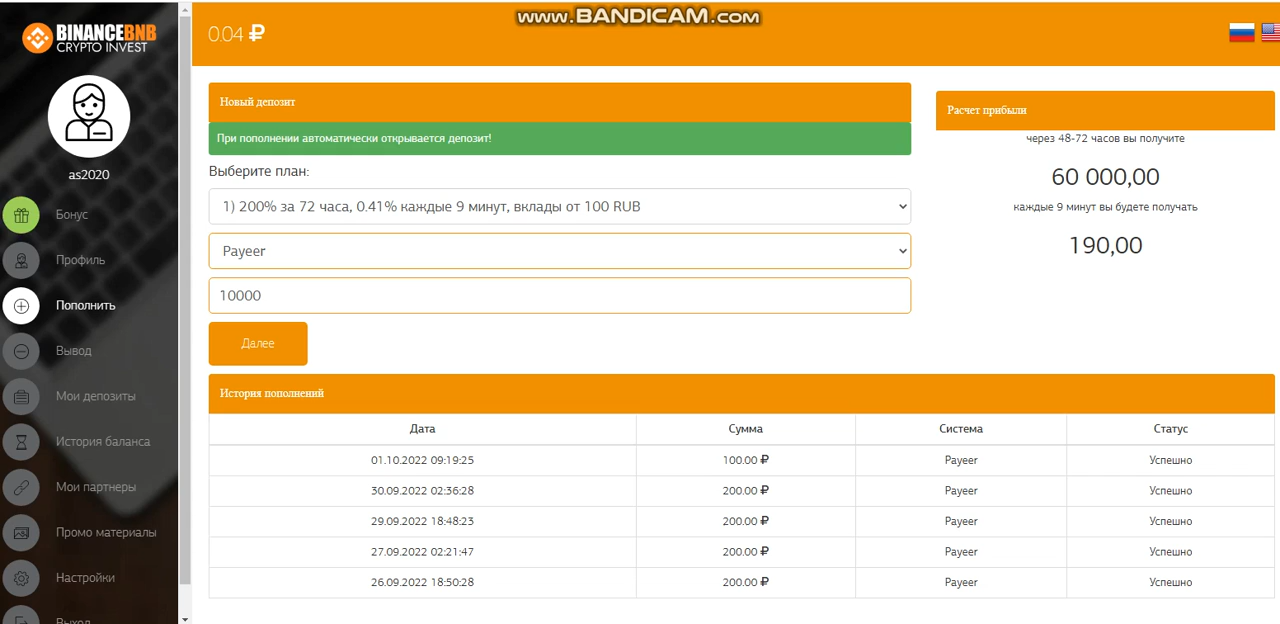 www.BANDICAM.com
BINANCEBNB
CRYPTO INVEST
0.04 ₽
as2020
Бонус
Профиль
Пополнить
Вывод
Мои депозиты
История баланса
Мои партнеры
Промо материалы
Настройки
Выход
Новый депозит
При пополнении автоматически открывается депозит!
Выберите план:
1) 200% за 72 часа, 0.41% каждые 9 минут, вклады от 100 RUB
Payeer
10000
Далее
Расчет прибыли
через 48-72 часов вы получите
60 000,00
каждые 9 минут вы будете получать
190,00
История пополнений
Дата Сумма Система Статус
01.10.2022 09:19:25 100.00 ₽ Payeer Успешно
30.09.2022 02:36:28 200.00 ₽ Payeer Успешно
29.09.2022 18:48:23 200.00 ₽ Payeer Успешно
27.09.2022 02:21:47 200.00 ₽ Payeer Успешно
26.09.2022 18:50:28 200.00 ₽ Payeer Успешно